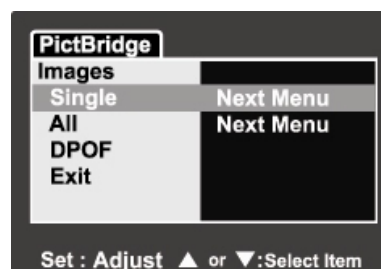 PictBridge
Images
Single Next Menu
All Next Menu
DPOF
Exit
Set : Adjust ▲ or ▼:Select Item